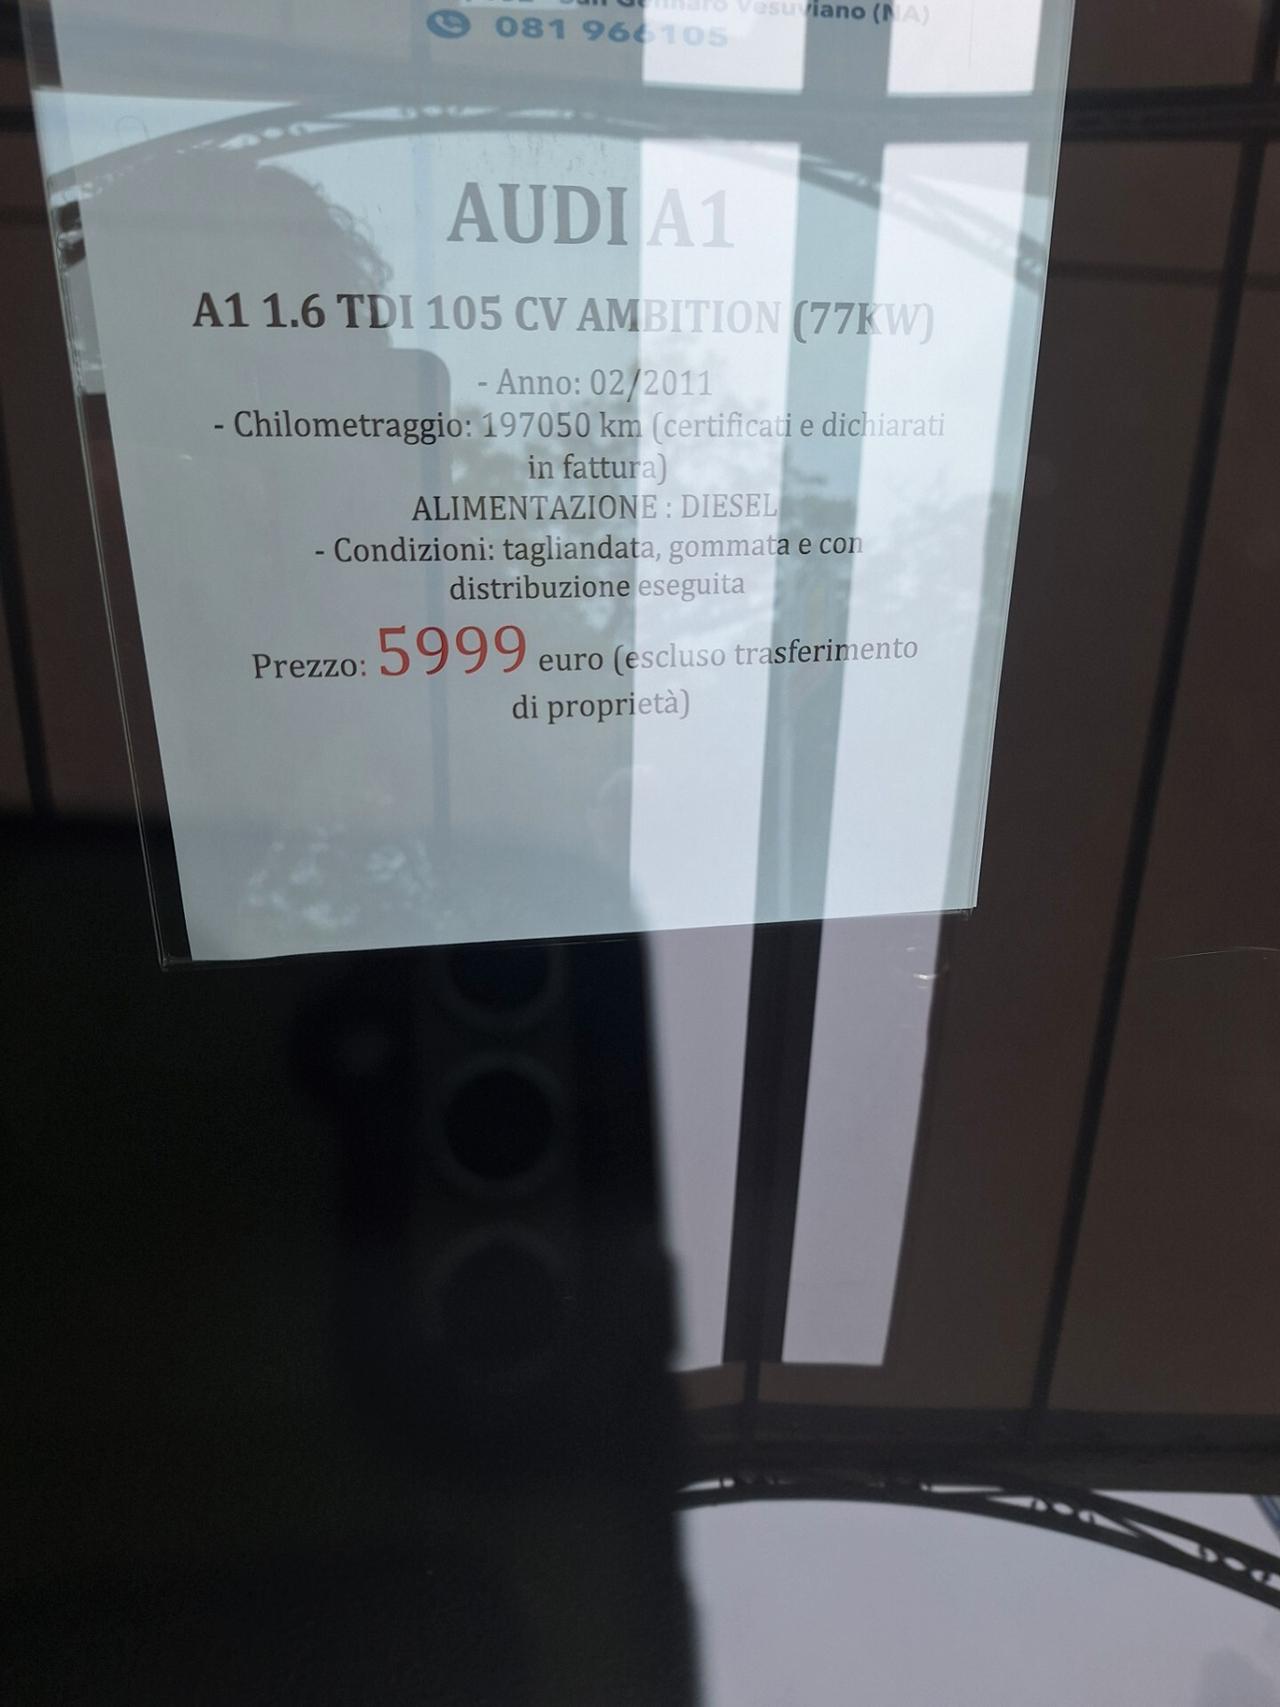 Gennaro Vesuviano (NA)
081 966105
AUDI A1
A1 1.6 TDI 105 CV AMBITION (77KW)
- Anno: 02/2011
- Chilometraggio: 197050 km (certificati e dichiarati
in fattura)
ALIMENTAZIONE : DIESEL
- Condizioni: tagliandata, gommata e con
distribuzione eseguita
Prezzo: 5999 euro (escluso trasferimento
di proprietà)